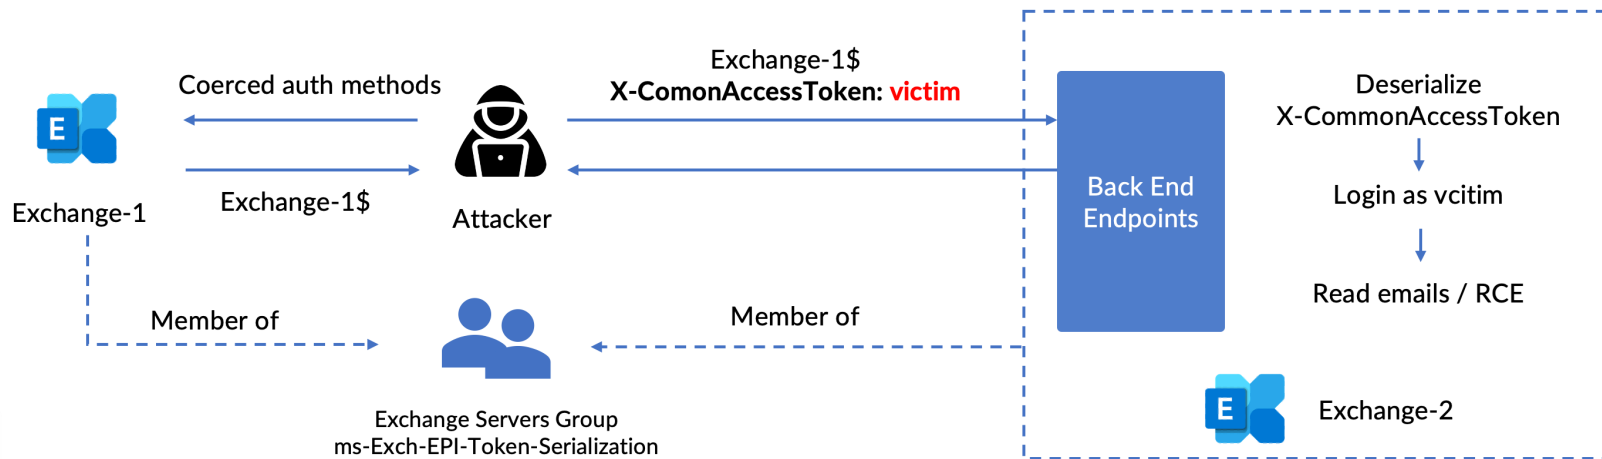 Coerced auth methods
Exchange-1$
X-ComonAccessToken: victim
Deserialize
X-CommonAccessToken
E
Exchange-1$
Exchange-1
Attacker
Back End
Endpoints
Login as vcitim
Read emails / RCE
Member of
Member of
Exchange Servers Group
ms-Exch-EPI-Token-Serialization
E
Exchange-2